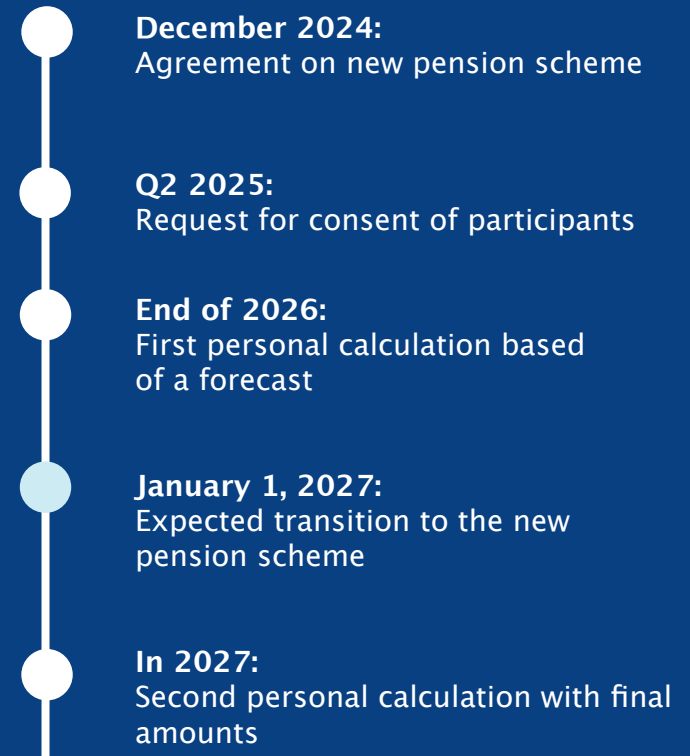 December 2024:
Agreement on new pension scheme
Q2 2025:
Request for consent of participants
End of 2026:
First personal calculation based
of a forecast
January 1, 2027:
Expected transition to the new
pension scheme
In 2027:
Second personal calculation with final
amounts